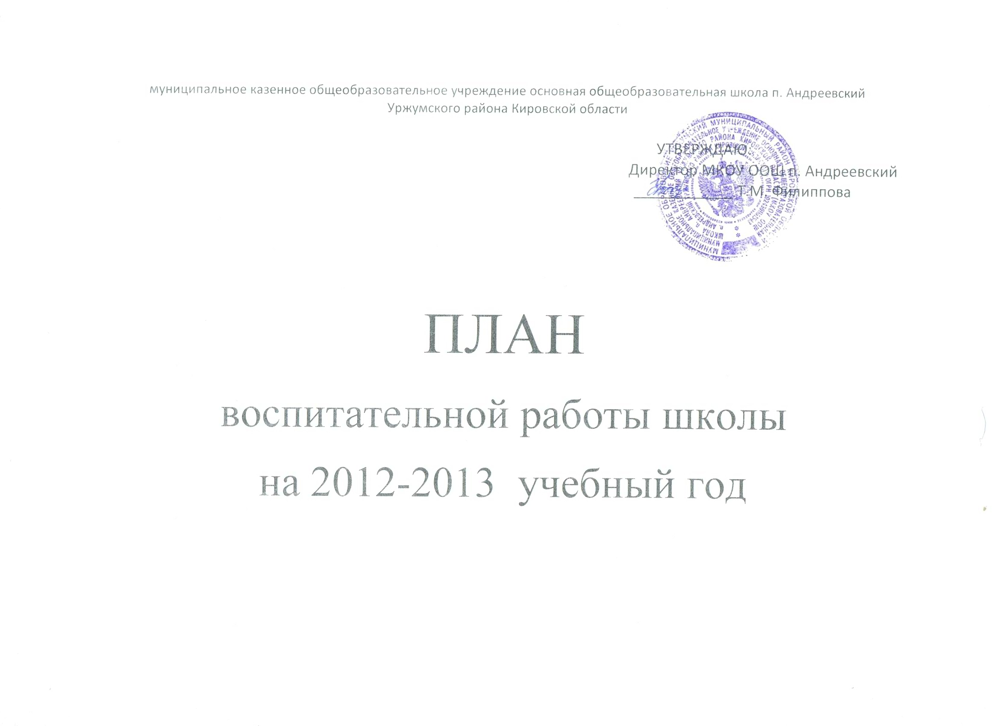 муниципальное казенное общеобразовательное учреждение основная общеобразовательная школа п. Андреевский
Уржумского района Кировской области
УТВЕРЖДАЮ:
Директор МКОУ ООШ п. Андреевский
Т.М. Филиппова
ПЛАН
воспитательной работы школы
на 2012-2013 учебный год